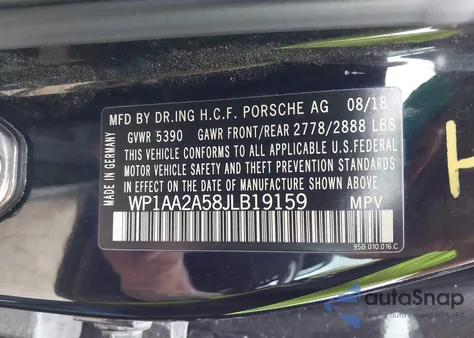 MFD BY DR.ING H.C.F. PORSCHE AG 08/18
GVWR 5390 GAWR FRONT/REAR 2778/2888 LBS
THIS VEHICLE CONFORMS TO ALL APPLICABLE U.S.FEDERAL
MOTOR VEHICLE SAFETY AND THEFT PREVENTION STANDARDS
IN EFFECT ON THE DATE OF MANUFACTURE SHOWN ABOVE
WP1AA2A58JLB19159 MPV
95B.010.016.C
MADE IN GERMANY
H
autoSnap